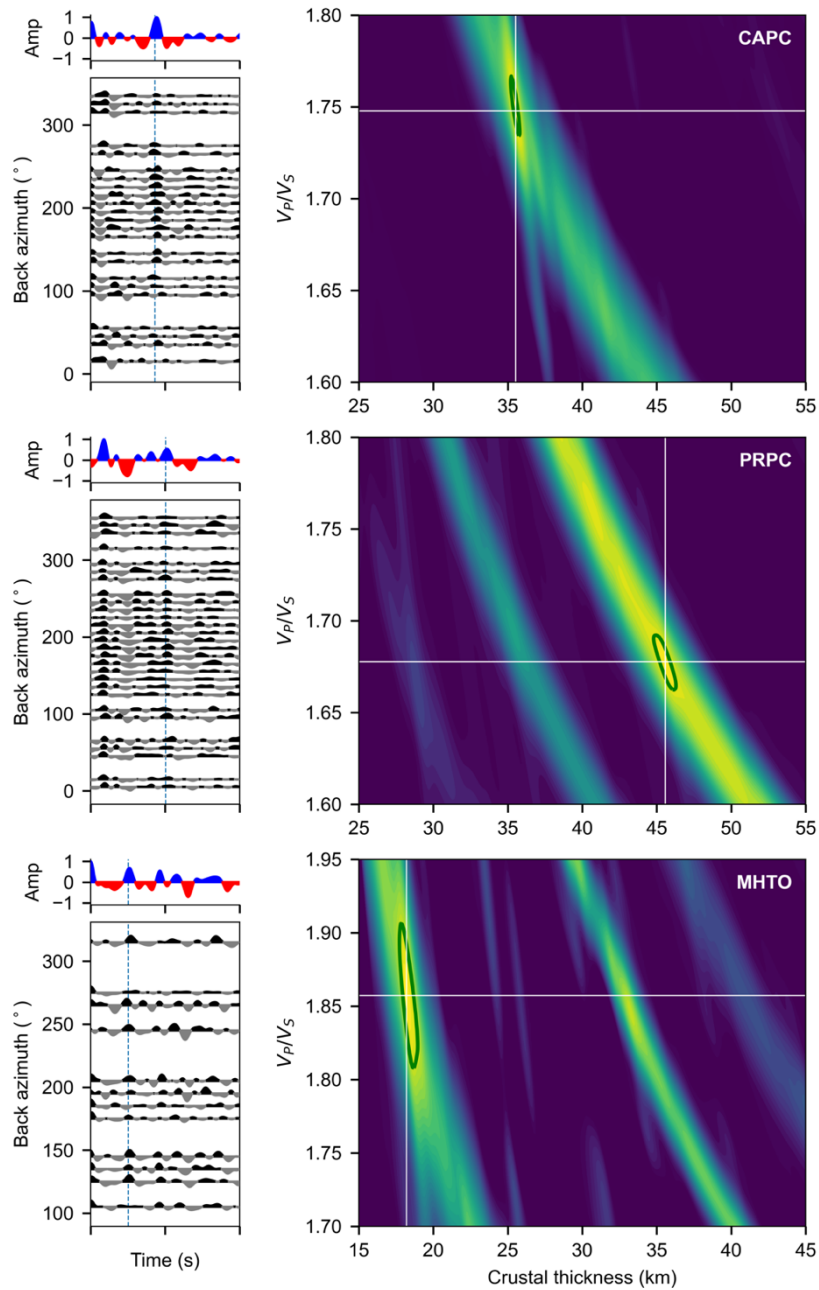 Amp
1
0
−1
Back azimuth (°)
300
200
100
0
CAPC
V_P/V_S
1.80
1.75
1.70
1.65
1.60
25 30 35 40 45 50 55
Amp
1
0
−1
Back azimuth (°)
300
200
100
0
PRPC
V_P/V_S
1.80
1.75
1.70
1.65
1.60
25 30 35 40 45 50 55
Amp
1
0
−1
Back azimuth (°)
300
250
200
150
100
Time (s)
MHTO
V_P/V_S
1.95
1.90
1.85
1.80
1.75
1.70
15 20 25 30 35 40 45
Crustal thickness (km)